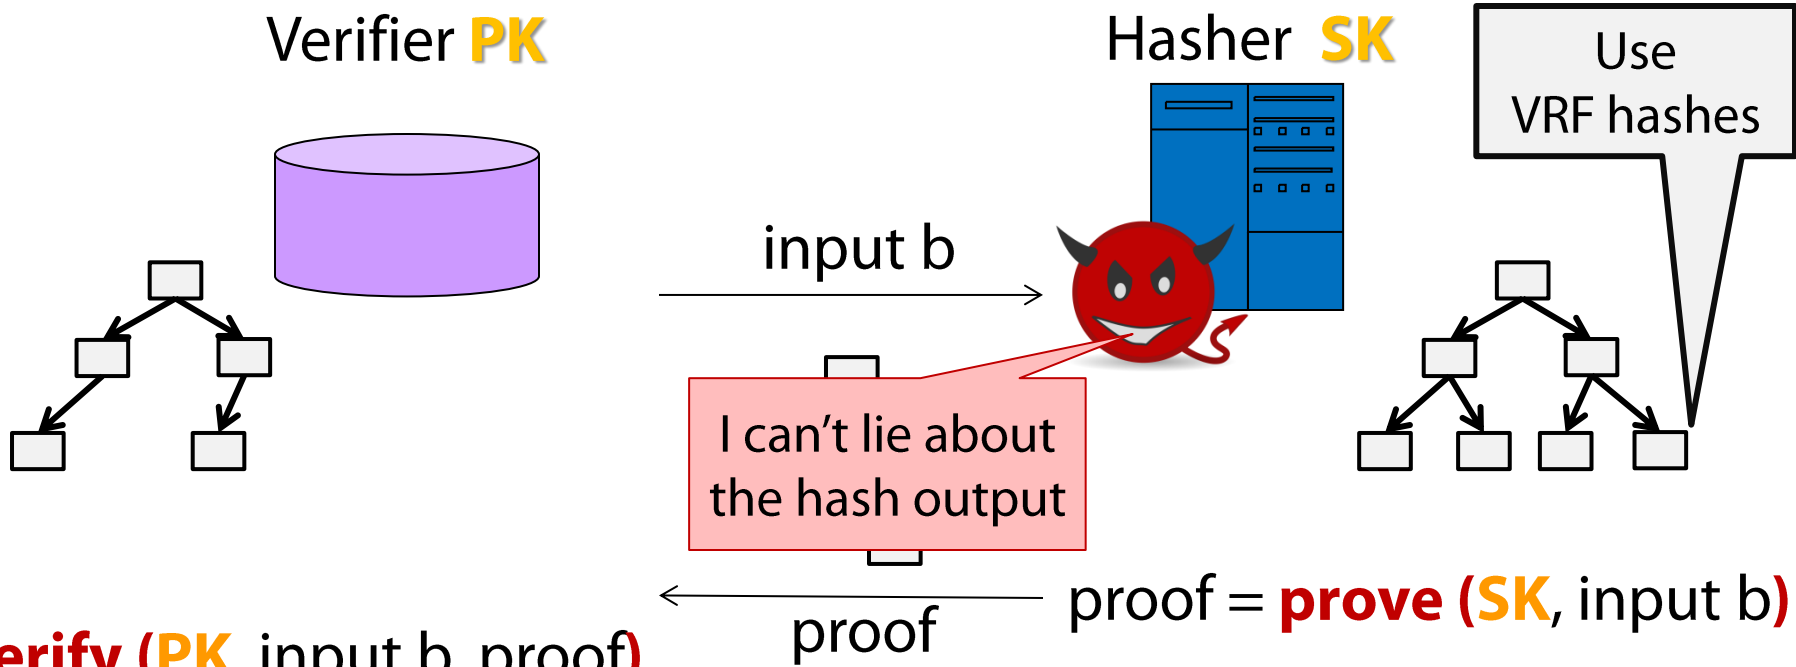 Verifier PK
Hasher SK
Use
VRF hashes
input b
I can't lie about
the hash output
proof = prove (SK, input b)
proof
erify (PK, input b, proof)